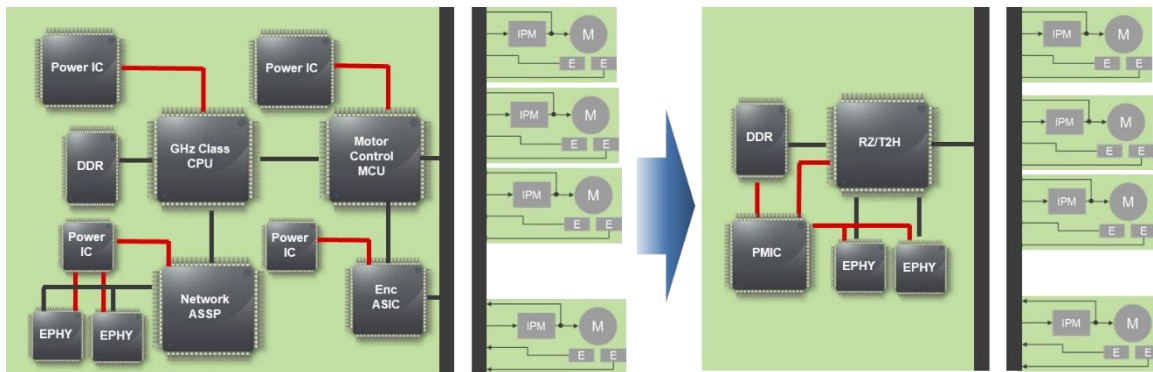 Power IC
Power IC
DDR
GHz Class
CPU
Motor
Control
MCU
Power
IC
Power
IC
Network
ASSP
Enc
ASIC
EPHY
EPHY
IPM
M
E
E
IPM
M
E
E
IPM
M
E
E
IPM
M
E
E
DDR
RZ/T2H
PMIC
EPHY
EPHY
IPM
M
E
E
IPM
M
E
E
IPM
M
E
E
IPM
M
E
E